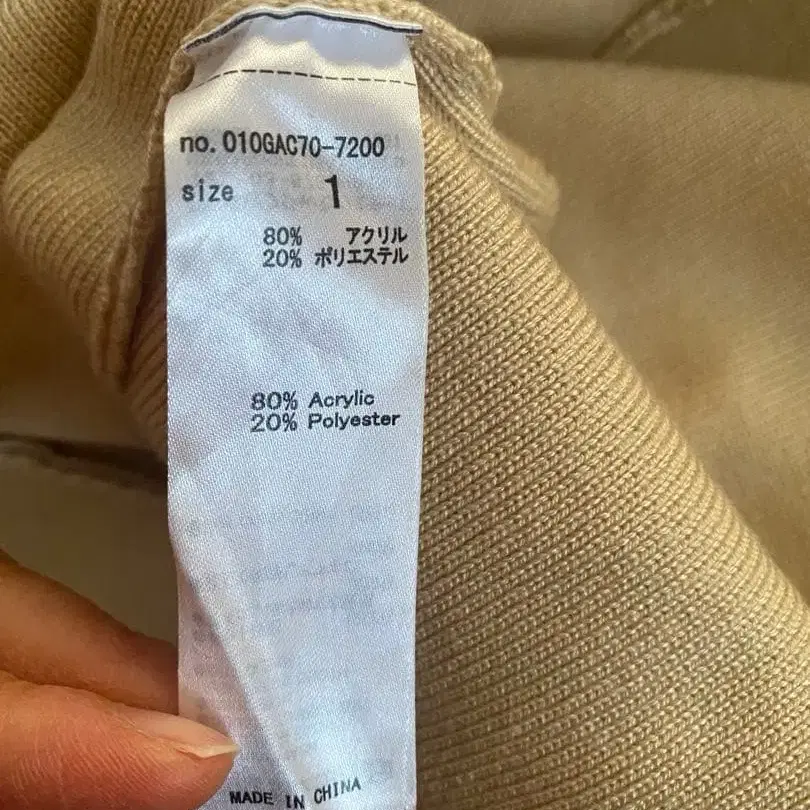 no. 010GAC70-7200
size 1
80% アクリル
20% ポリエステル
80% Acrylic
20% Polyester
MADE IN CHINA